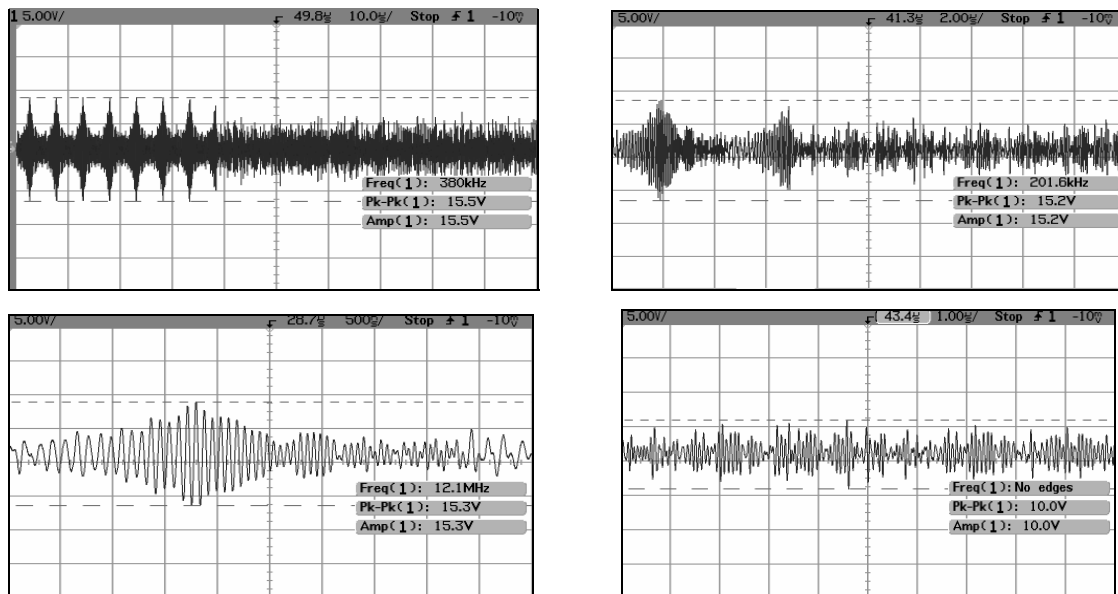 1 5.00V/ 49.8µs 10.0µs/ Stop 1 -10mV
Freq(1): 380kHz
Pk-Pk(1): 15.5V
Amp(1): 15.5V
5.00V/ 41.3µs 2.00µs/ Stop 1 -10mV
Freq(1): 201.6kHz
Pk-Pk(1): 15.2V
Amp(1): 15.2V
5.00V/ 28.7µs 500ns/ Stop 1 -10mV
Freq(1): 12.1MHz
Pk-Pk(1): 15.3V
Amp(1): 15.3V
5.00V/ 43.4µs 1.00µs/ Stop 1 -10mV
Freq(1): No edges
Pk-Pk(1): 10.0V
Amp(1): 10.0V